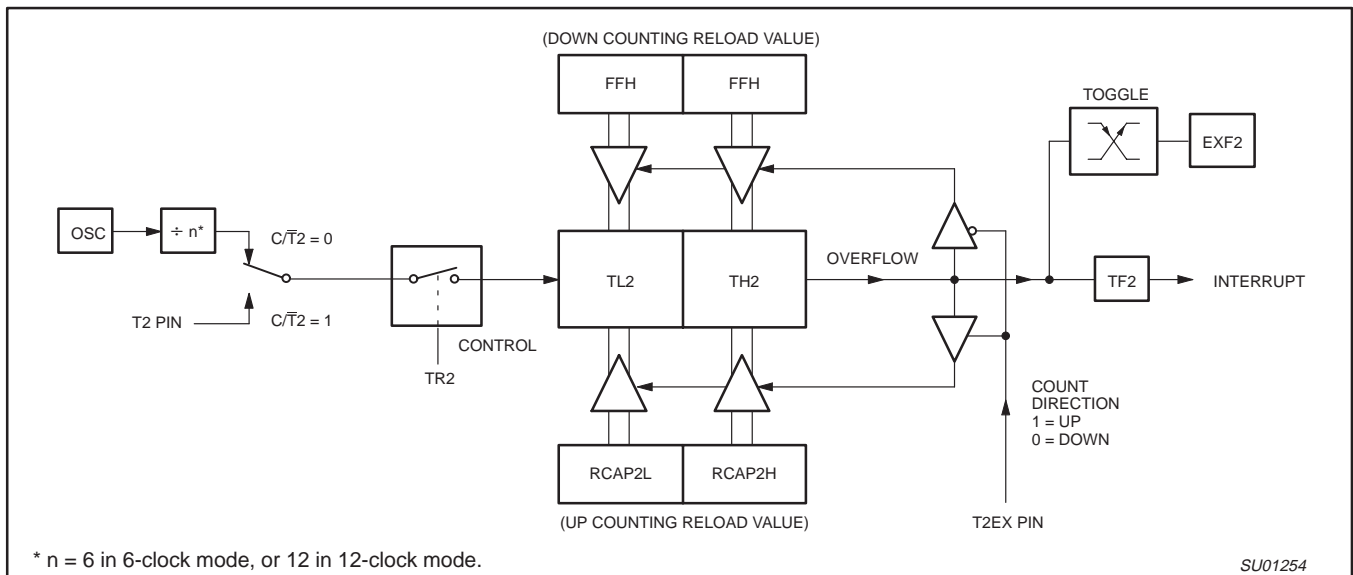 (DOWN COUNTING RELOAD VALUE)
FFH FFH
TOGGLE
EXF2
OSC ÷ n* C/T̅2 = 0
TL2 TH2 OVERFLOW
TF2 INTERRUPT
T2 PIN C/T̅2 = 1
CONTROL
TR2
COUNT
DIRECTION
1 = UP
0 = DOWN
RCAP2L RCAP2H
(UP COUNTING RELOAD VALUE)
T2EX PIN
* n = 6 in 6-clock mode, or 12 in 12-clock mode.
SU01254